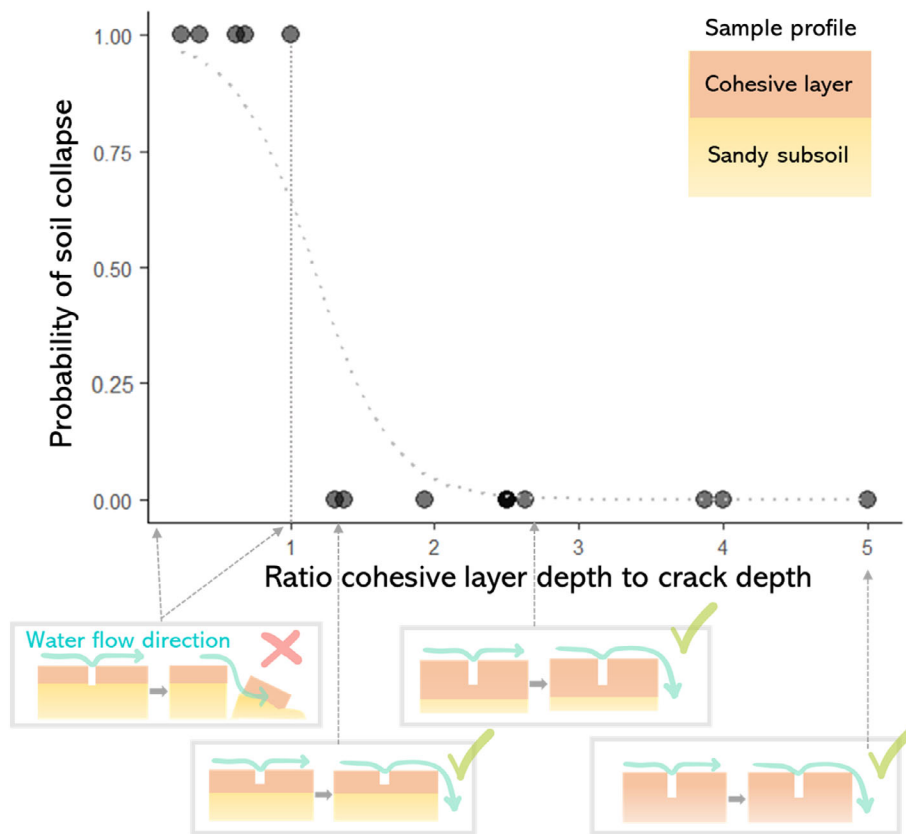 Sample profile
Cohesive layer
Sandy subsoil
Probability of soil collapse
1.00
0.75
0.50
0.25
0.00
1
2
3
4
5
Ratio cohesive layer depth to crack depth
Water flow direction